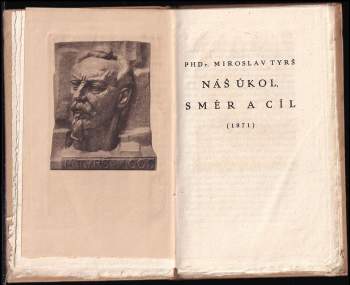 PHDr. MIROSLAV TYRŠ
NÁŠ ÚKOL,
SMĚR A CÍL
(1871)